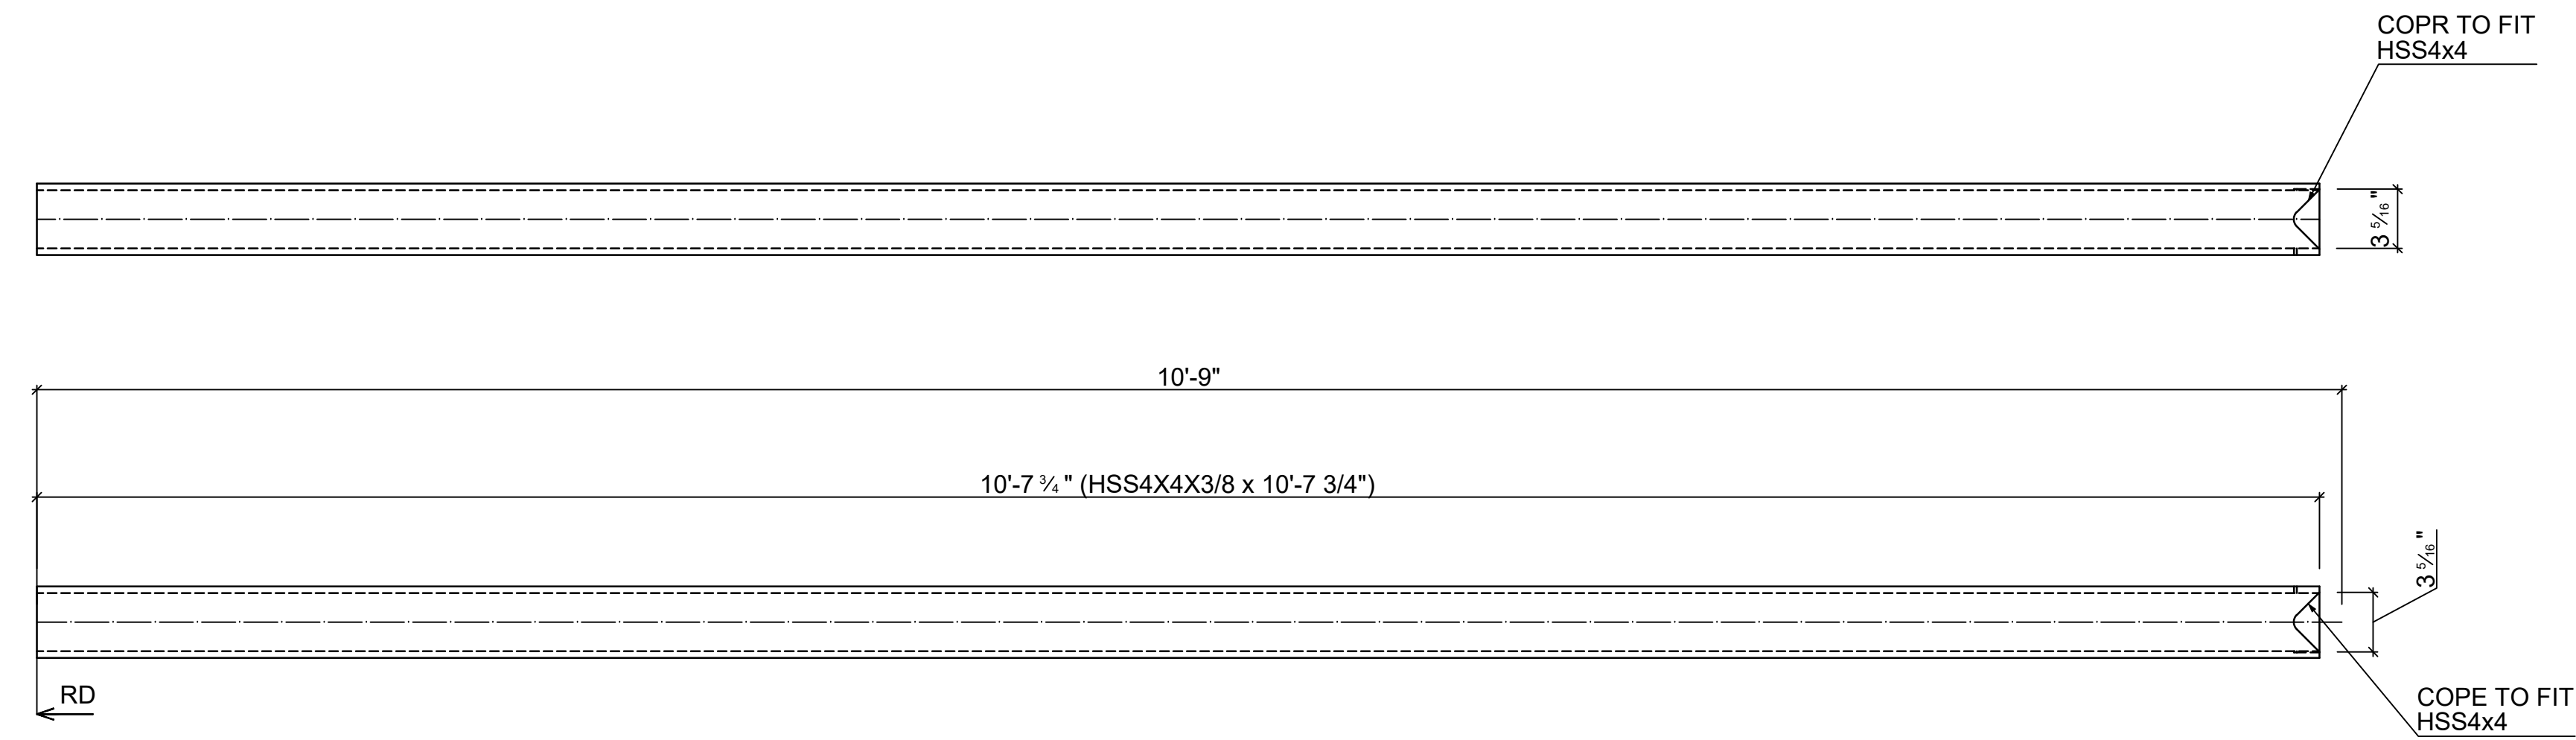 COPR TO FIT
HSS4x4
3 5/16"
10'-9"
10'-7 3/4" (HSS4X4X3/8 x 10'-7 3/4")
3 5/16"
RD
COPE TO FIT
HSS4x4